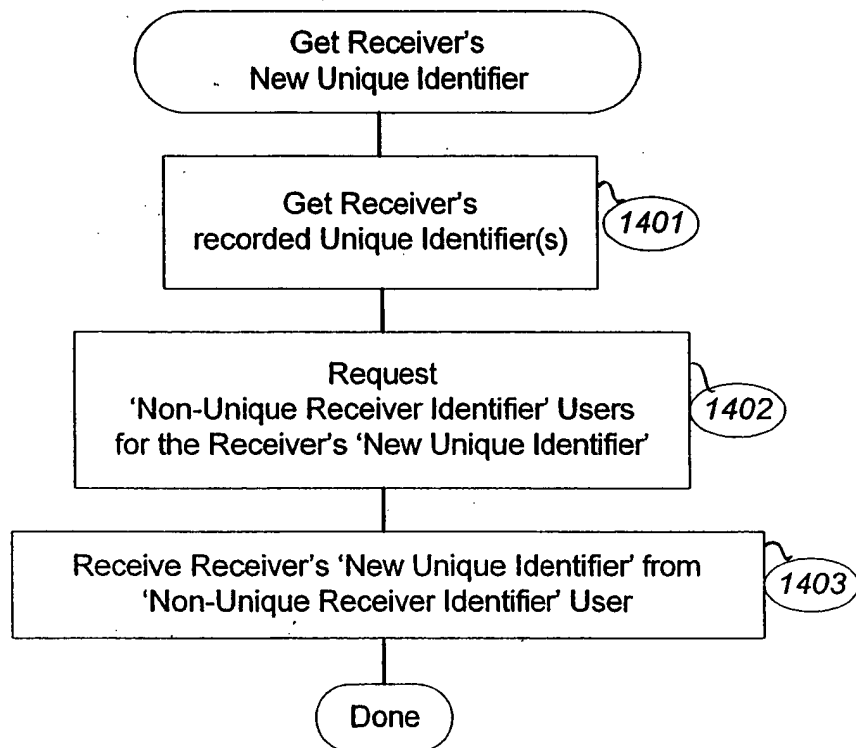 Get Receiver's
New Unique Identifier
Get Receiver's
recorded Unique Identifier(s)
1401
Request
'Non-Unique Receiver Identifier' Users
for the Receiver's 'New Unique Identifier'
1402
Receive Receiver's 'New Unique Identifier' from
'Non-Unique Receiver Identifier' User
1403
Done